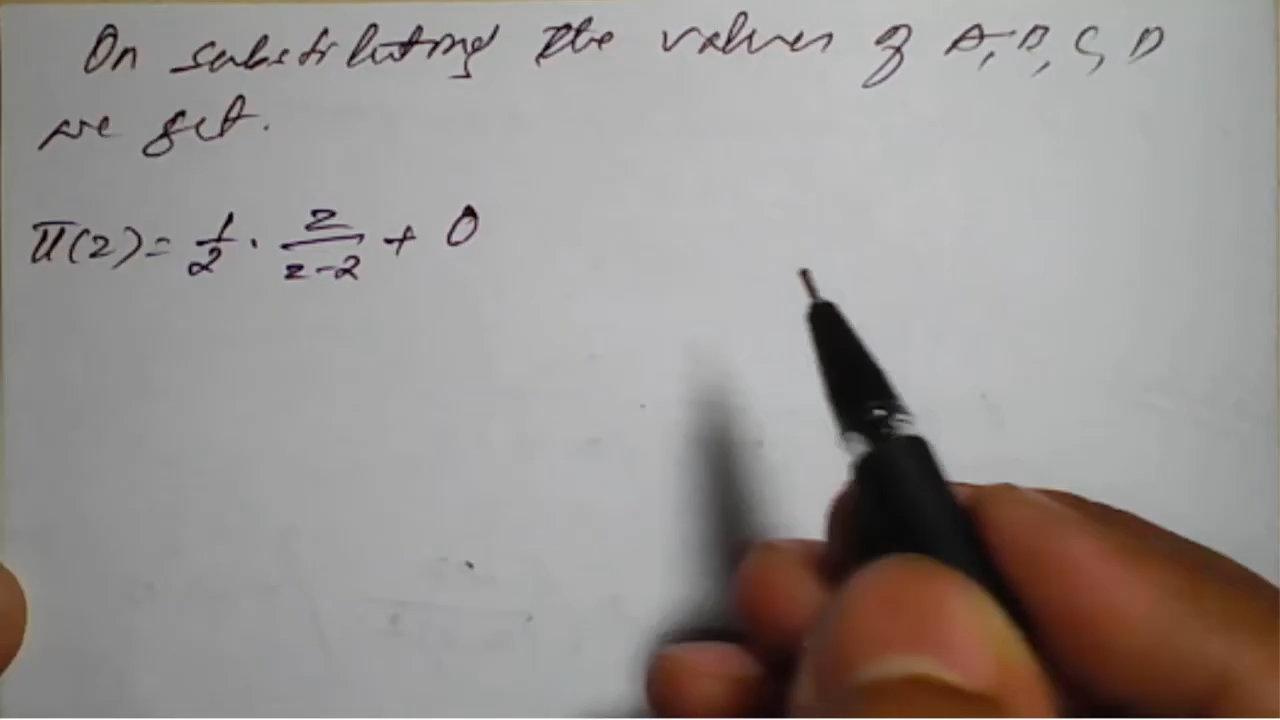 On substituting the values of A, B, C, D
we get.
ū(z) = 1/2 · z/(z-2) + 0